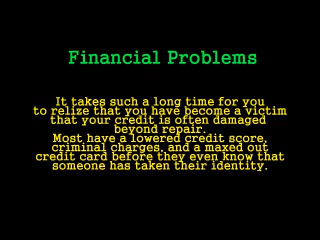 Financial Problems
It takes such a long time for you
to relize that you have become a victim
that your credit is often damaged
beyond repair.
Most have a lowered credit score,
criminal charges, and a maxed out
credit card before they even know that
someone has taken their identity.